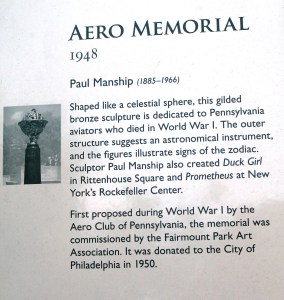 AERO MEMORIAL
1948
Paul Manship (1885–1966)
Shaped like a celestial sphere, this gilded
bronze sculpture is dedicated to Pennsylvania
aviators who died in World War I. The outer
structure suggests an astronomical instrument,
and the figures illustrate signs of the zodiac.
Sculptor Paul Manship also created Duck Girl
in Rittenhouse Square and Prometheus at New
York's Rockefeller Center.
First proposed during World War I by the
Aero Club of Pennsylvania, the memorial was
commissioned by the Fairmount Park Art
Association. It was donated to the City of
Philadelphia in 1950.